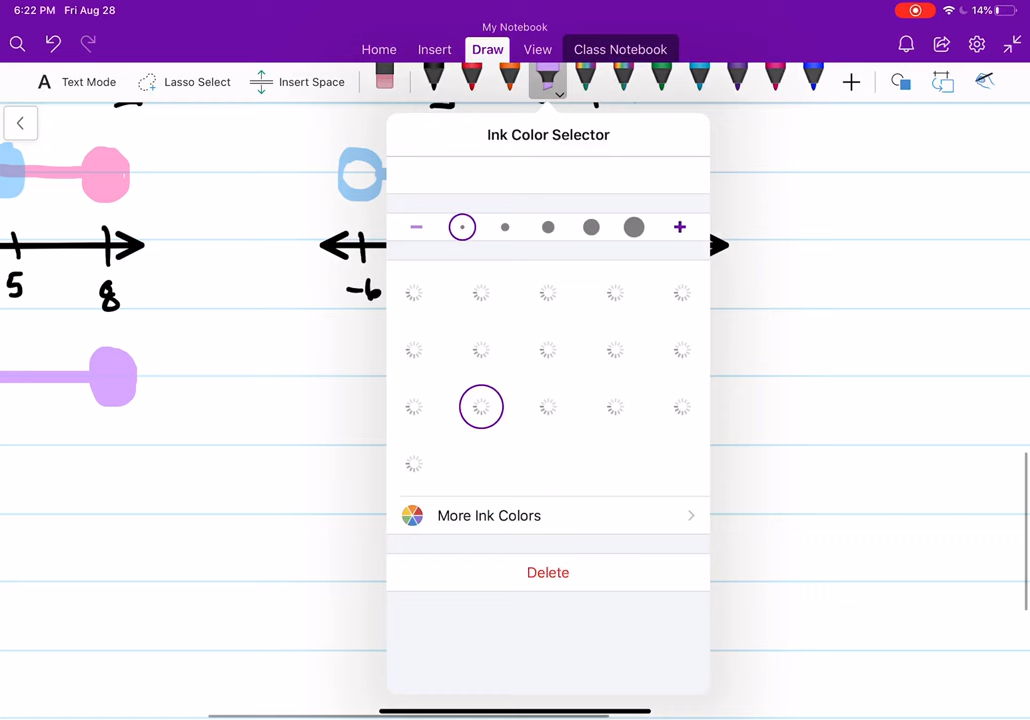 6:22 PM Fri Aug 28 14%
My Notebook
Home Insert Draw View Class Notebook
A Text Mode Lasso Select Insert Space
Ink Color Selector
5 8 -6
More Ink Colors
Delete